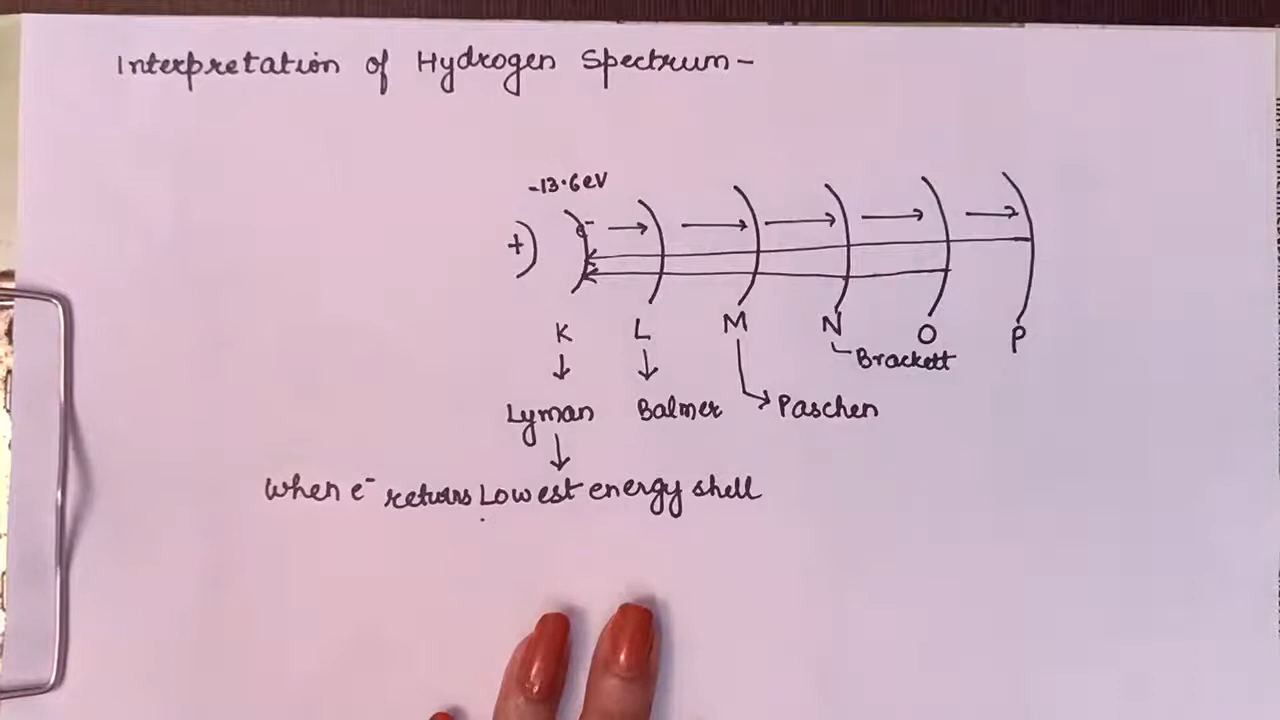 Interpretation of Hydrogen Spectrum-
-13.6eV
+ e-
K L M N O P
Brackett
Lyman Balmer Paschen
When e- returns Lowest energy shell